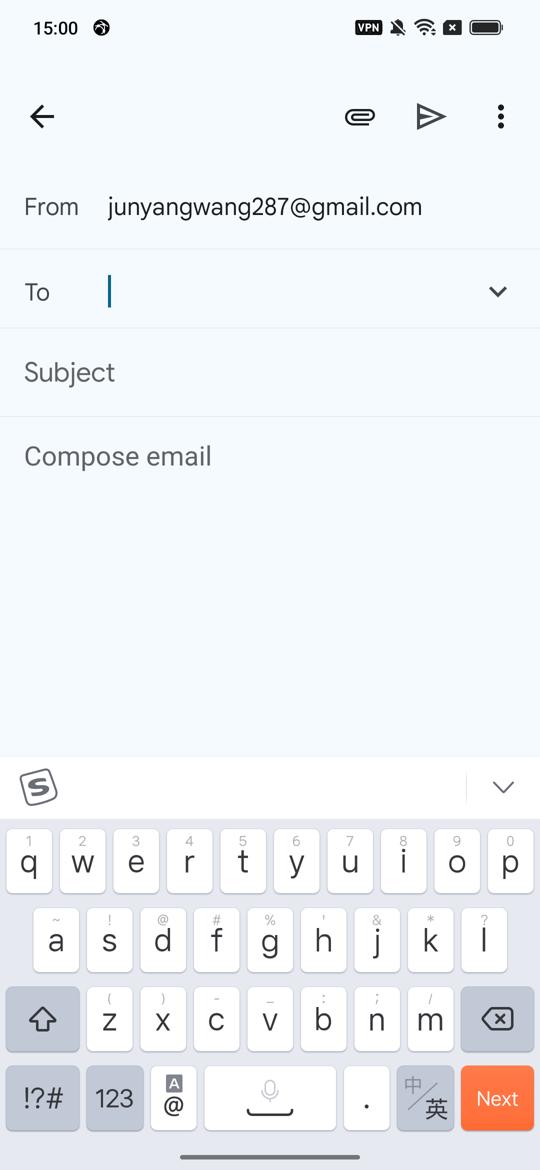 15:00
VPN
From junyangwang287@gmail.com
To
Subject
Compose email
S
1 2 3 4 5 6 7 8 9 0
q w e r t y u i o p
~ ! @ # % ' & * ?
a s d f g h j k l
( ) - _ : ; /
z x c v b n m
!?# 123 A @ . 中/英 Next